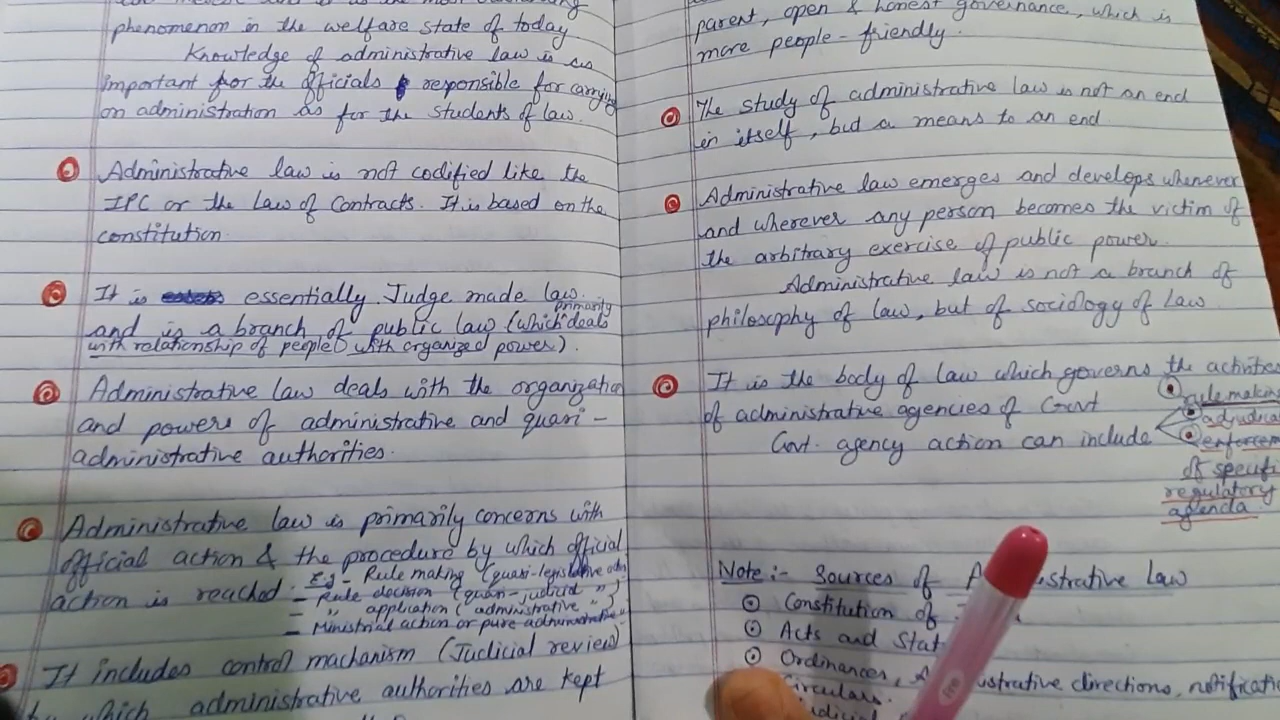 phenomenon in the welfare state of today
Knowledge of administrative law is as
important for the officials responsible for carrying
on administration as for the students of law.
Administrative law is not codified like the
IPC or the Law of Contracts. It is based on the
constitution.
It is essentially Judge made law.
primarily
and is a branch of public law (which deals
with relationship of people with organized power).
Administrative law deals with the organization
and powers of administrative and quasi-
administrative authorities.
Administrative law is primarily concerns with
official action & the procedure by which official
action is reached. Eg - Rule making (quasi-legislative
- Rule decision (quasi-judicial " )
- " application (administrative " )
- Ministrial action or pure administrative
It includes control machanism (Judicial review)
by which administrative authorities are kept
parent, open & honest governance, which is
more people-friendly.
The study of administrative law is not an end
in itself, but a means to an end
Administrative law emerges and develops whenever
and wherever any person becomes the victim of
the arbitrary exercise of public power.
Administrative law is not a branch of
philosophy of law, but of sociology of Law
It is the body of law which governs the activities
of administrative agencies of Govt
Govt. agency action can include
rule makin
adjudica
enforcem
of specifi
regulatory
agenda
Note:- Sources of Law
Constitution of
Acts and
Ordinances, directions,
Circulars.